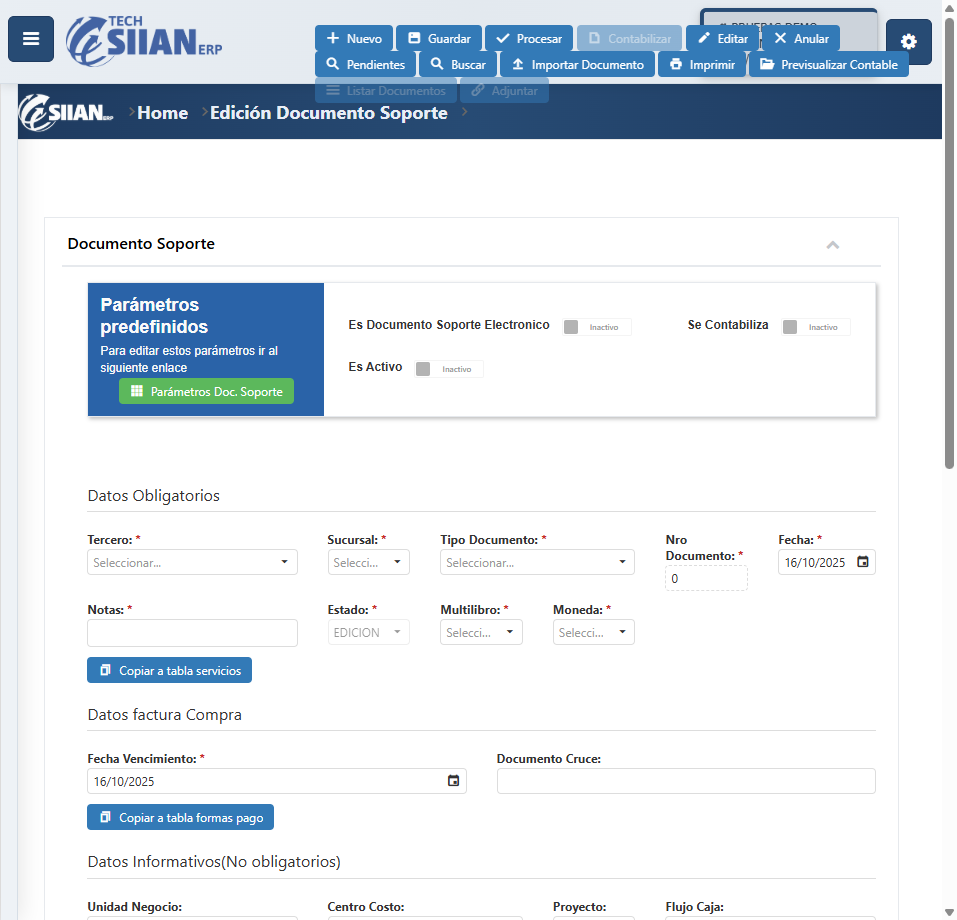 TECH
SIIAN ERP
Nuevo
Guardar
Procesar
Contabilizar
Editar
Anular
Pendientes
Buscar
Importar Documento
Imprimir
Previsualizar Contable
Listar Documentos
Adjuntar
SIIAN ERP
Home
Edición Documento Soporte
Documento Soporte
Parámetros
predefinidos
Para editar estos parámetros ir al
siguiente enlace
Parámetros Doc. Soporte
Es Documento Soporte Electronico
Inactivo
Se Contabiliza
Inactivo
Es Activo
Inactivo
Datos Obligatorios
Tercero: *
Seleccionar...
Sucursal: *
Selecci...
Tipo Documento: *
Seleccionar...
Nro
Documento: *
0
Fecha: *
16/10/2025
Notas: *
Estado: *
EDICION
Multilibro: *
Selecci...
Moneda: *
Selecci...
Copiar a tabla servicios
Datos factura Compra
Fecha Vencimiento: *
16/10/2025
Documento Cruce:
Copiar a tabla formas pago
Datos Informativos(No obligatorios)
Unidad Negocio:
Centro Costo:
Proyecto:
Flujo Caja: